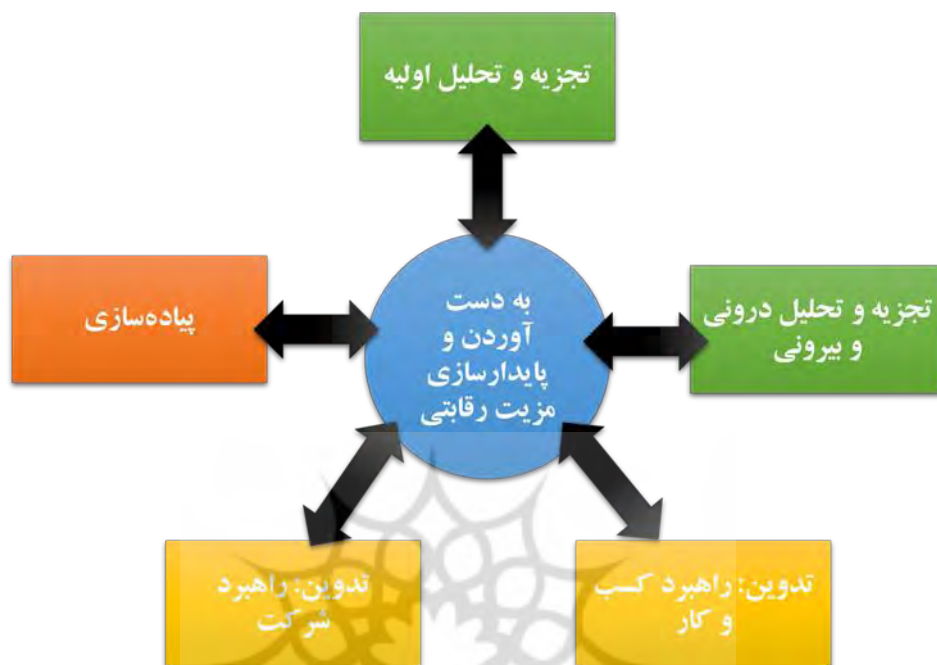 تجزیه و تحلیل اولیه
به دست
آوردن و
پایدارسازی
مزیت رقابتی
تجزیه و تحلیل درونی
و بیرونی
پیاده‌سازی
تدوین: راهبرد کسب
و کار
تدوین: راهبرد
شرکت